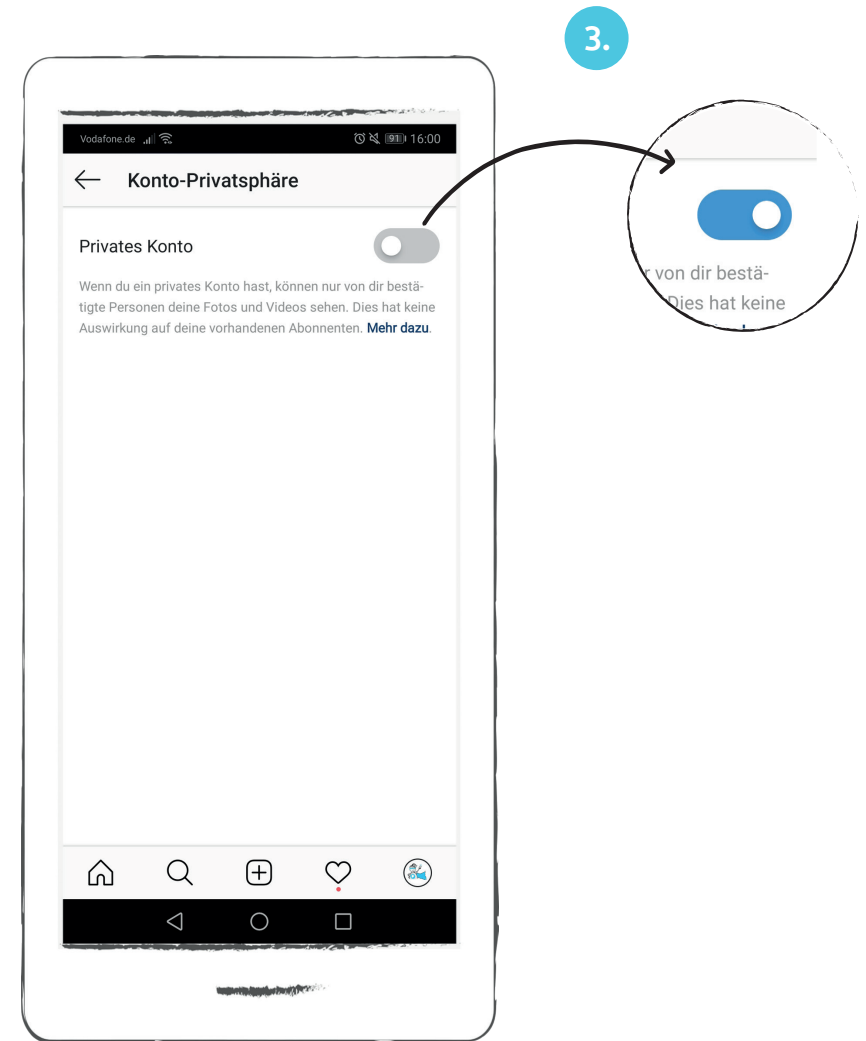 3.
Vodafone.de 91 16:00
Konto-Privatsphäre
Privates Konto
Wenn du ein privates Konto hast, können nur von dir bestä-
tigte Personen deine Fotos und Videos sehen. Dies hat keine
Auswirkung auf deine vorhandenen Abonnenten. Mehr dazu.
r von dir bestä-
Dies hat keine